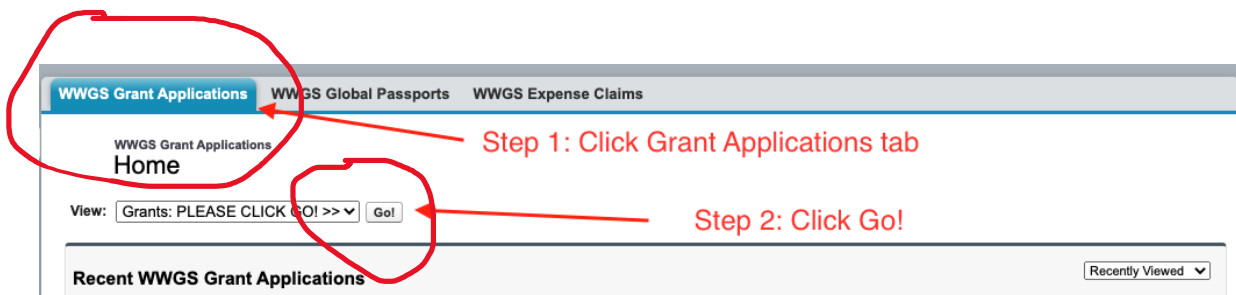 WWGS Grant Applications WWGS Global Passports WWGS Expense Claims
Step 1: Click Grant Applications tab
WWGS Grant Applications
Home
View: Grants: PLEASE CLICK GO! >> Go!
Step 2: Click Go!
Recent WWGS Grant Applications Recently Viewed